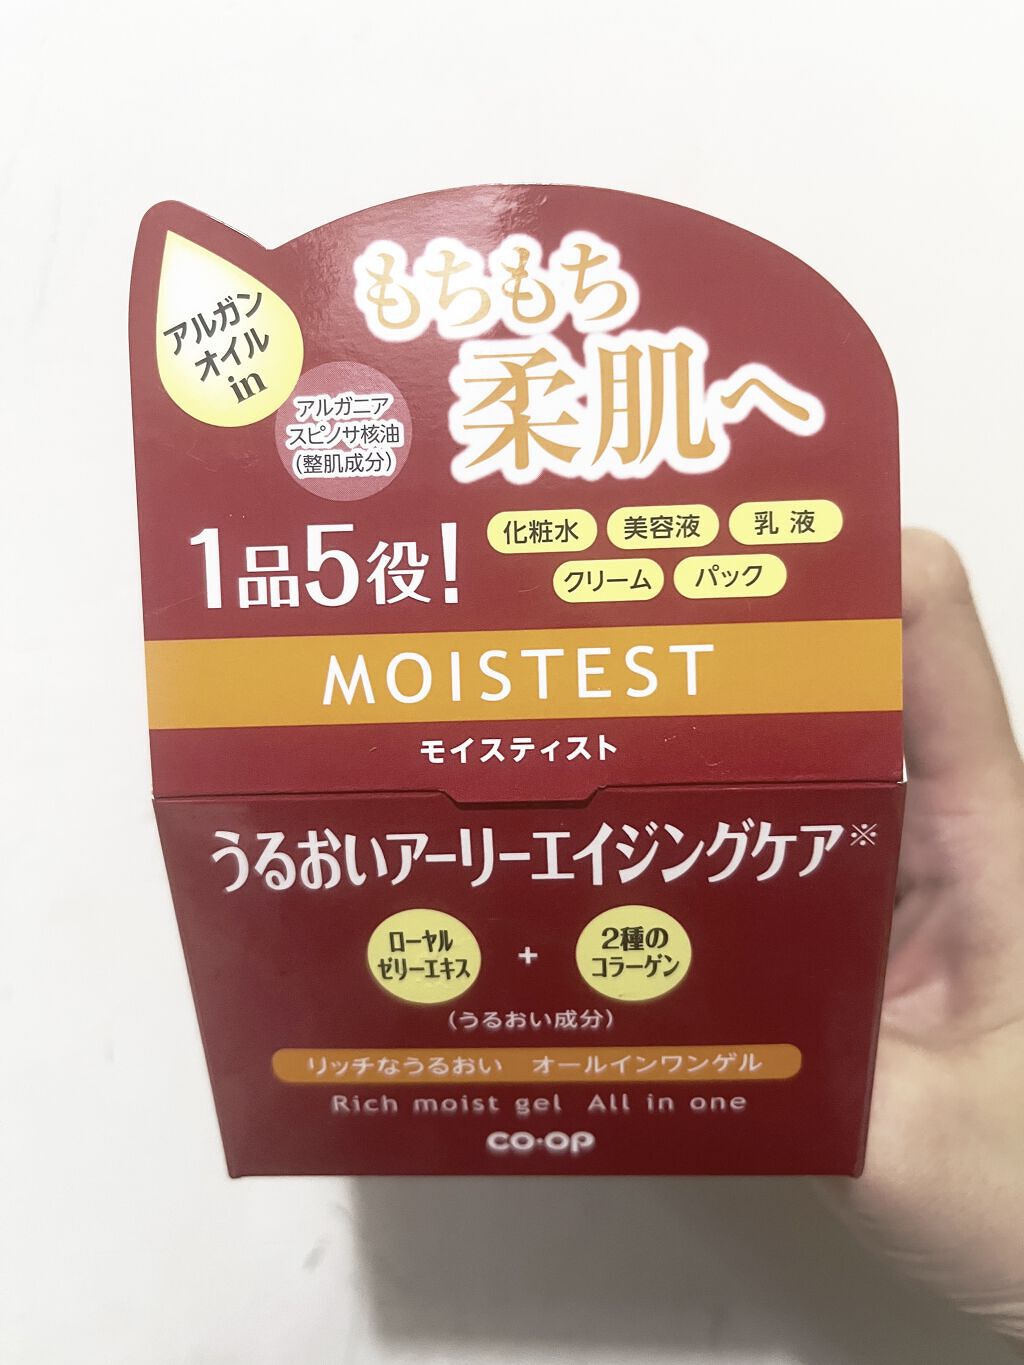 アルガン
オイル
in
アルガニア
スピノサ核油
(整肌成分)
もちもち
柔肌へ
1品5役!
化粧水 美容液 乳液
クリーム パック
MOISTEST
モイスティスト
うるおいアーリーエイジングケア※
ローヤル
ゼリーエキス
+
2種の
コラーゲン
(うるおい成分)
リッチなうるおい オールインワンゲル
Rich moist gel All in one
CO·OP